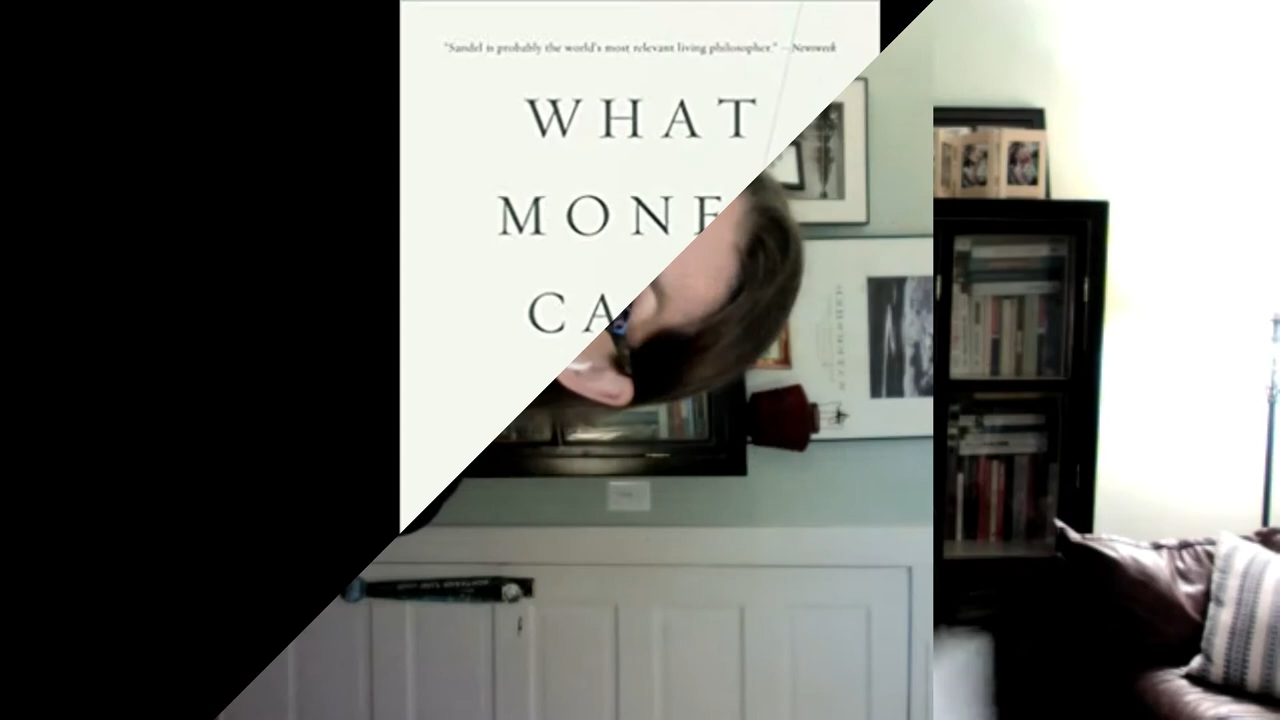 "Sandel is probably the world's most relevant living philosopher." —Newsweek
WHAT
MONE
CA